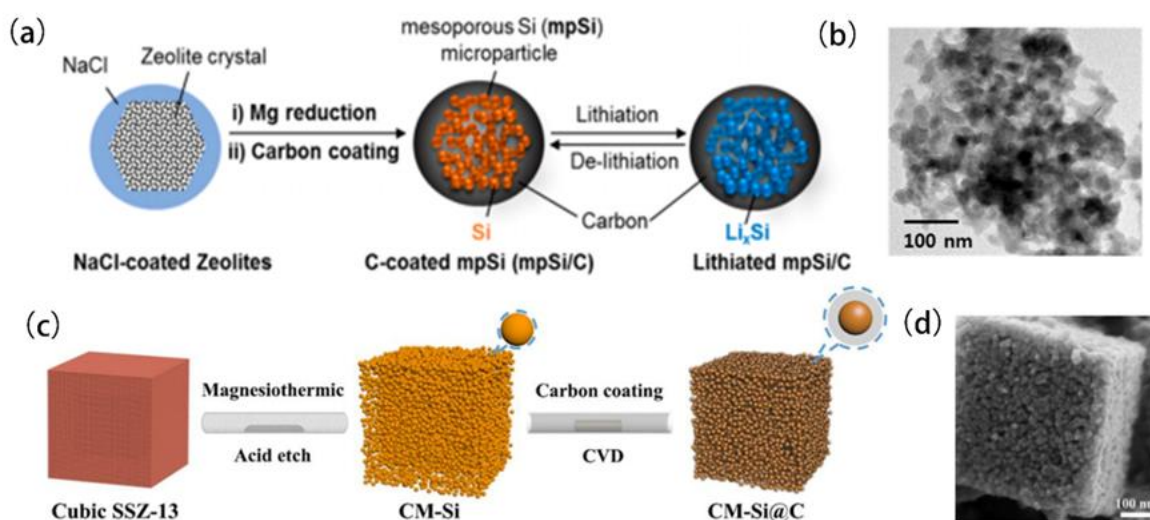 (a)
NaCl
Zeolite crystal
i) Mg reduction
ii) Carbon coating
NaCl-coated Zeolites
mesoporous Si (mpSi)
microparticle
Si
C-coated mpSi (mpSi/C)
Lithiation
De-lithiation
Carbon
LiₓSi
Lithiated mpSi/C
(b)
100 nm
(c)
Cubic SSZ-13
Magnesiothermic
Acid etch
CM-Si
Carbon coating
CVD
CM-Si@C
(d)
100 nm